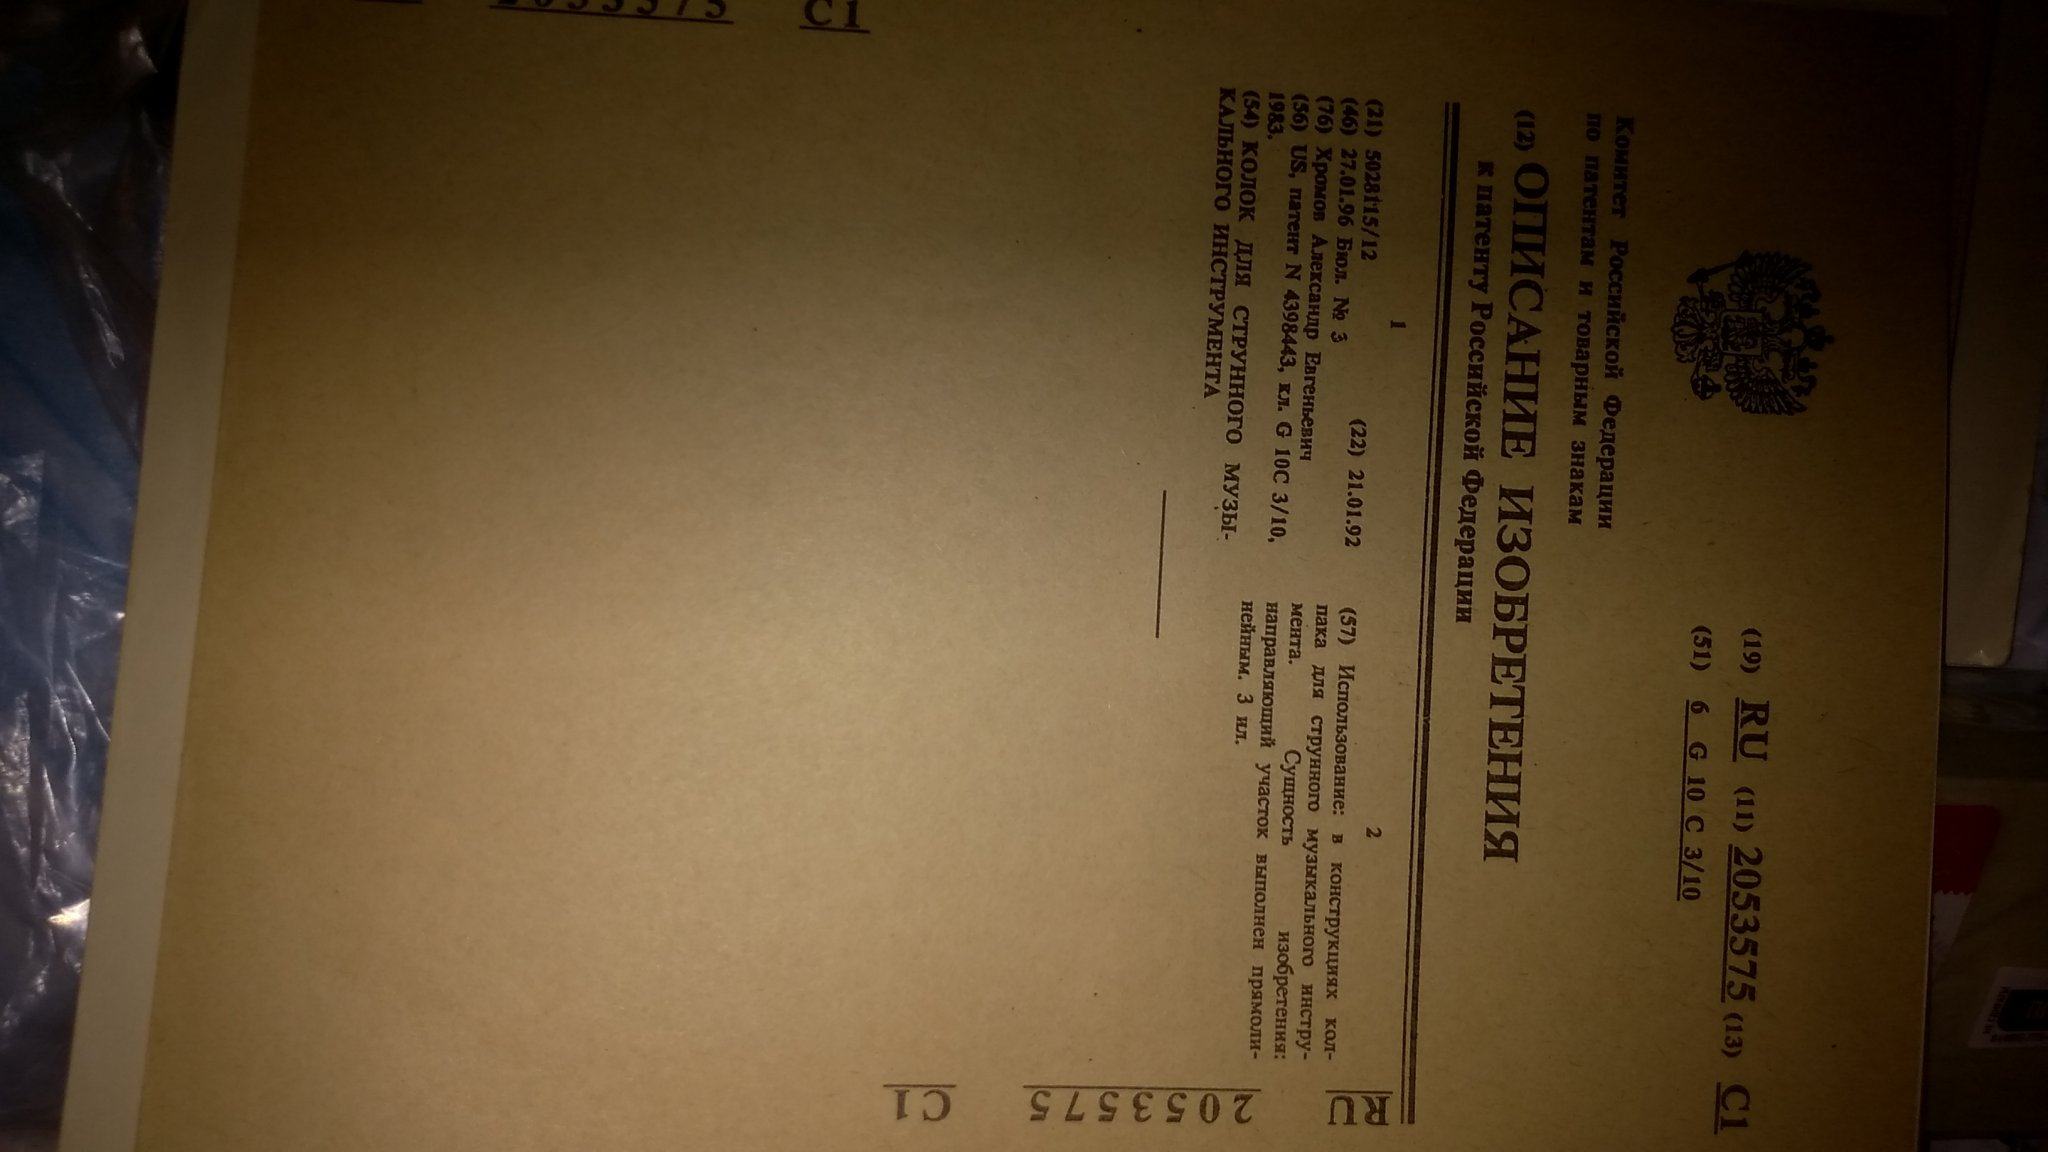 Комитет Российской Федерации
по патентам и товарным знакам
(19) RU (11) 2053575 (13) C1
(51) 6 G 10 C 3/10
(12) ОПИСАНИЕ ИЗОБРЕТЕНИЯ
к патенту Российской Федерации
1
(21) 5028115/12 (22) 21.01.92
(46) 27.01.96 Бюл. № 3
(76) Хромов Александр Евгеньевич
(56) US, патент N 4398443, кл. G 10C 3/10,
1983.
(54) КОЛОК ДЛЯ СТРУННОГО МУЗЫ-
КАЛЬНОГО ИНСТРУМЕНТА
2
(57) Использование: в конструкциях кол-
пака для струнного музыкального инстру-
мента. Сущность изобретения:
направляющий участок выполнен прямоли-
нейным. 3 ил.
RU
2053575
C1
2053575
C1